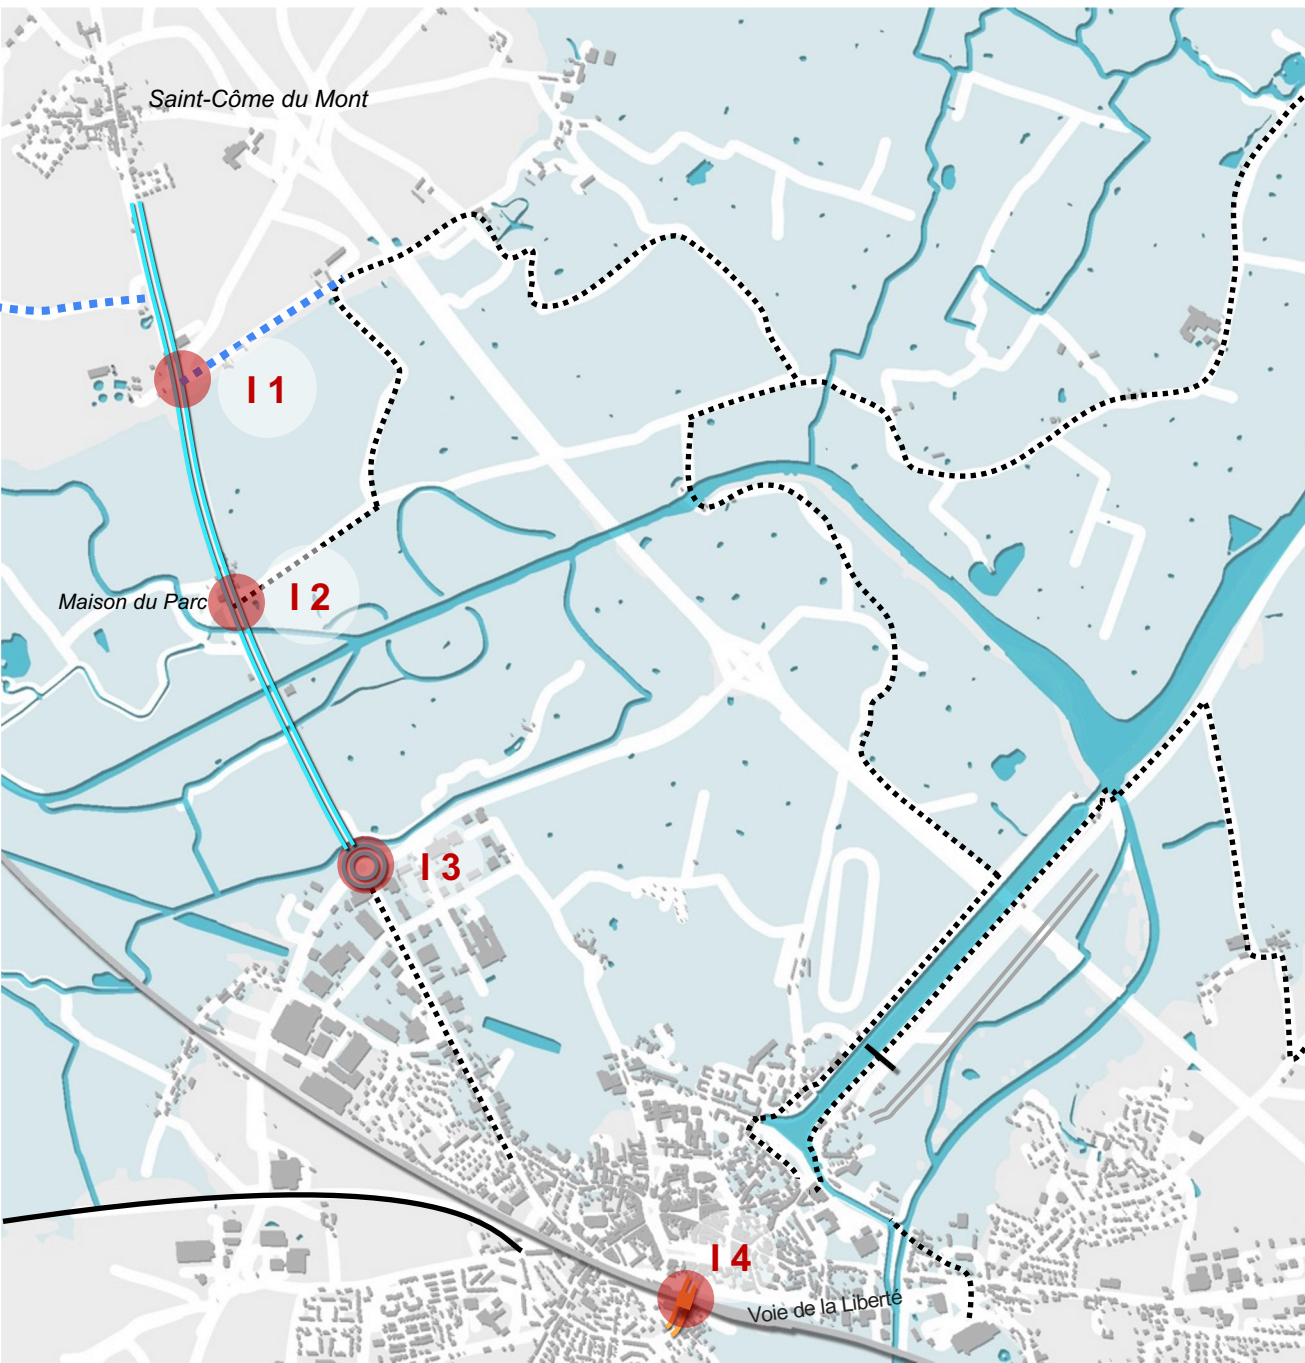 Saint-Côme du Mont
I 1
I 2
Maison du Parc
I 3
I 4
Voie de la Liberté